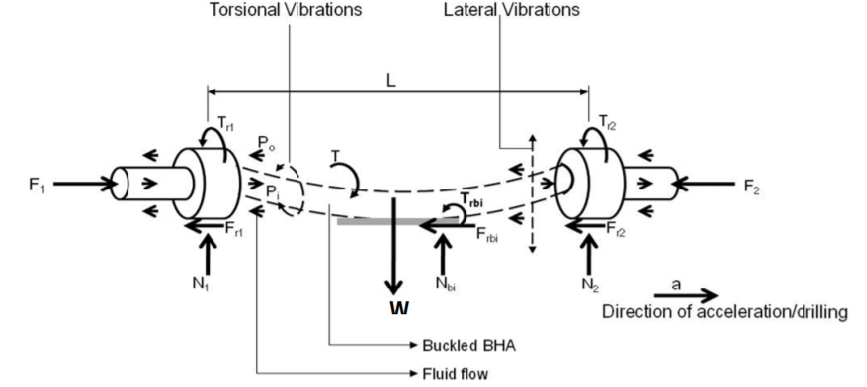 Torsional Vibrations
Lateral Vibrations
L
Tr1
Po
T
Tr2
F1
Pi
Trbi
F2
Fr1
Frbi
Fr2
N1
Nbi
N2
a
W
Direction of acceleration/drilling
Buckled BHA
Fluid flow